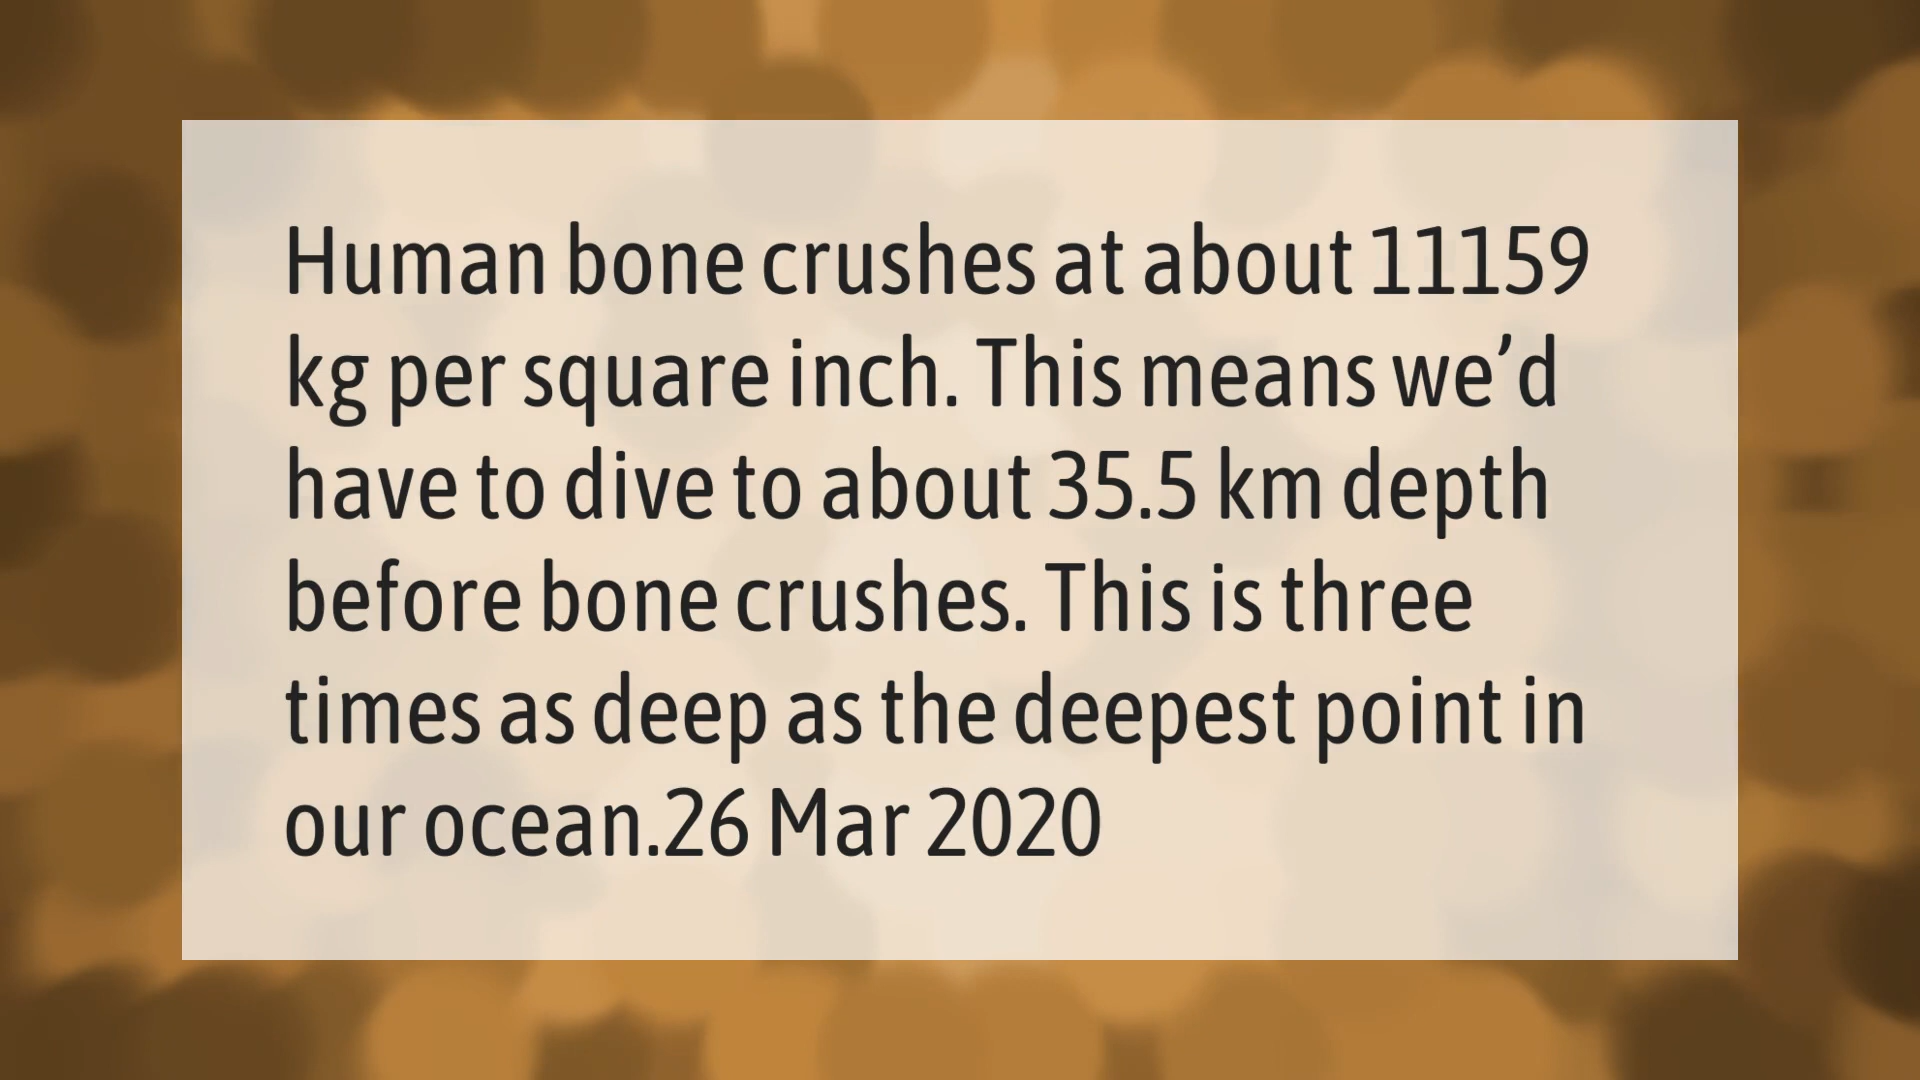 Human bone crushes at about 11159
kg per square inch. This means we’d
have to dive to about 35.5 km depth
before bone crushes. This is three
times as deep as the deepest point in
our ocean.26 Mar 2020